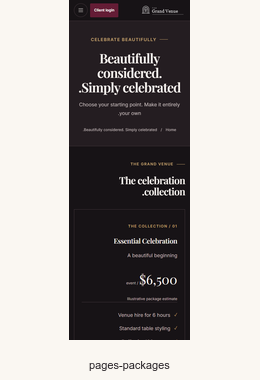 Client login
Grand Venue
CELEBRATE BEAUTIFULLY
Beautifully
considered.
.Simply celebrated
Choose your starting point. Make it entirely
.your own
.Beautifully considered. Simply celebrated / Home
THE GRAND VENUE
The celebration
.collection
THE COLLECTION / 01
Essential Celebration
A beautiful beginning
event / $6,500
Illustrative package estimate
Venue hire for 6 hours ✓
Standard table styling ✓
pages-packages